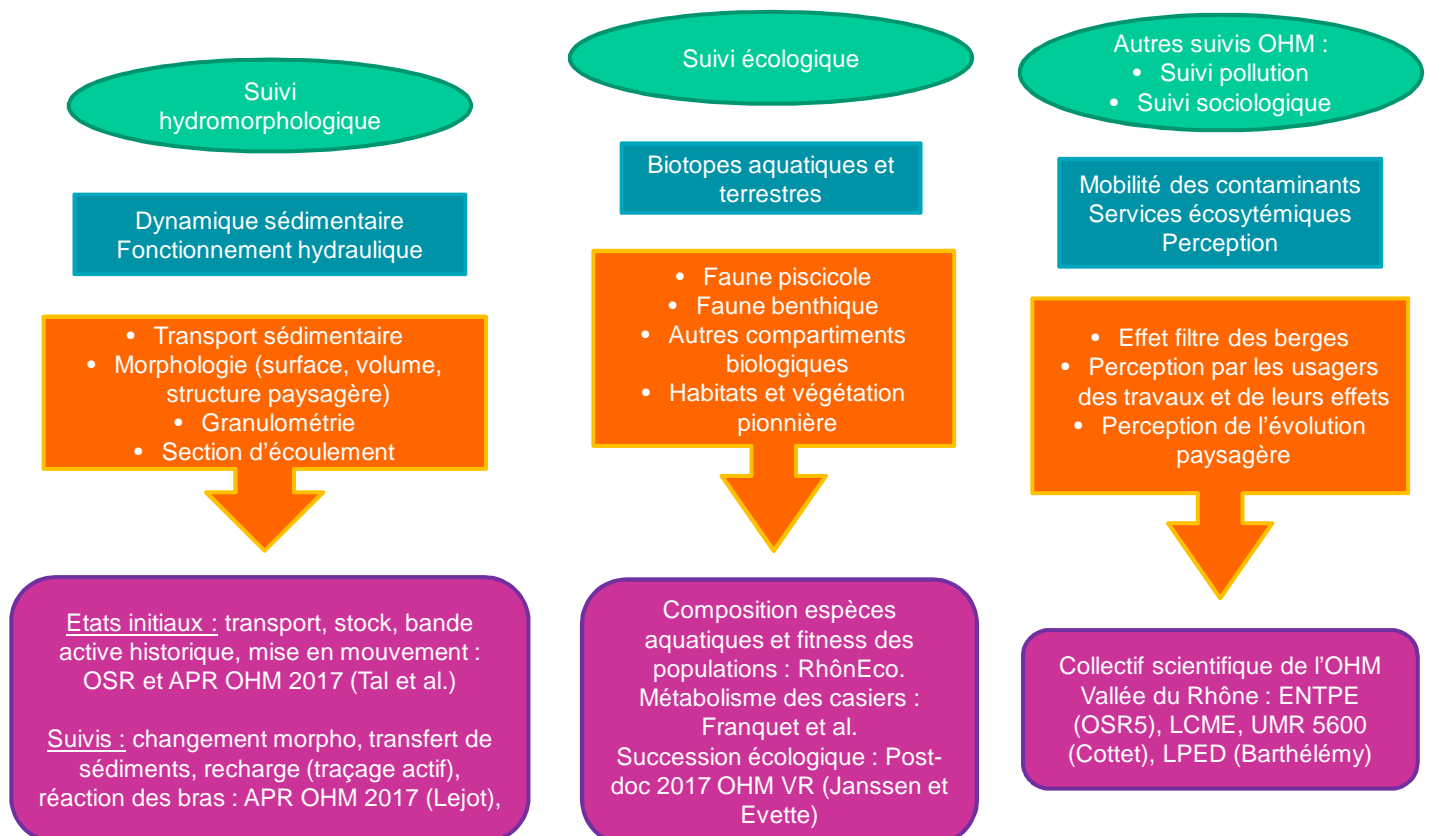 Suivi
hydromorphologique
Dynamique sédimentaire
Fonctionnement hydraulique
• Transport sédimentaire
• Morphologie (surface, volume,
structure paysagère)
• Granulométrie
• Section d'écoulement
Etats initiaux : transport, stock, bande
active historique, mise en mouvement :
OSR et APR OHM 2017 (Tal et al.)
Suivis : changement morpho, transfert de
sédiments, recharge (traçage actif),
réaction des bras : APR OHM 2017 (Lejot),
Suivi écologique
Biotopes aquatiques et
terrestres
• Faune piscicole
• Faune benthique
• Autres compartiments
biologiques
• Habitats et végétation
pionnière
Composition espèces
aquatiques et fitness des
populations : RhônEco.
Métabolisme des casiers :
Franquet et al.
Succession écologique : Post-
doc 2017 OHM VR (Janssen et
Evette)
Autres suivis OHM :
• Suivi pollution
• Suivi sociologique
Mobilité des contaminants
Services écosytémiques
Perception
• Effet filtre des berges
• Perception par les usagers
des travaux et de leurs effets
• Perception de l'évolution
paysagère
Collectif scientifique de l'OHM
Vallée du Rhône : ENTPE
(OSR5), LCME, UMR 5600
(Cottet), LPED (Barthélémy)